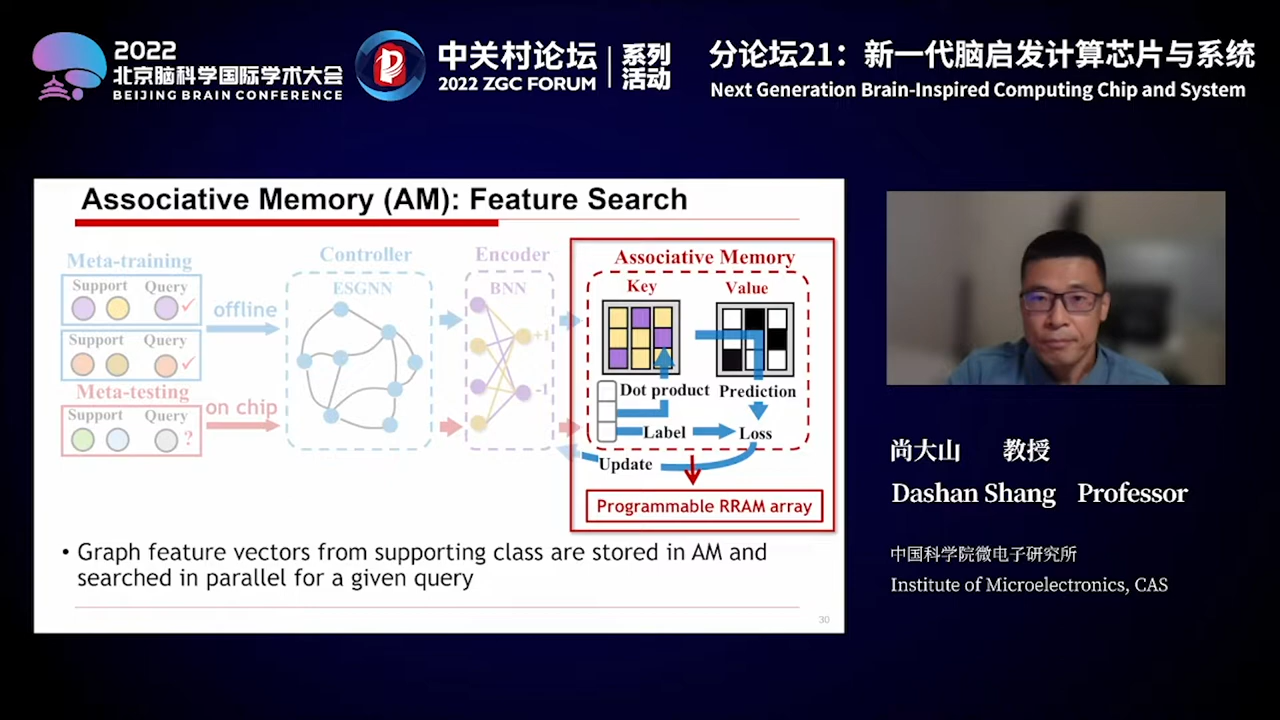 2022
北京脑科学国际学术大会
BEIJING BRAIN CONFERENCE
中关村论坛
2022 ZGC FORUM
系列
活动
分论坛21：新一代脑启发计算芯片与系统
Next Generation Brain-Inspired Computing Chip and System
Associative Memory (AM): Feature Search
Meta-training
Support Query
Support Query
Meta-testing
Support Query
?
offline
on chip
Controller
ESGNN
Encoder
BNN
+1
-1
Associative Memory
Key Value
Dot product Prediction
Label Loss
Update
Programmable RRAM array
• Graph feature vectors from supporting class are stored in AM and
searched in parallel for a given query
30
尚大山 教授
Dashan Shang Professor
中国科学院微电子研究所
Institute of Microelectronics, CAS